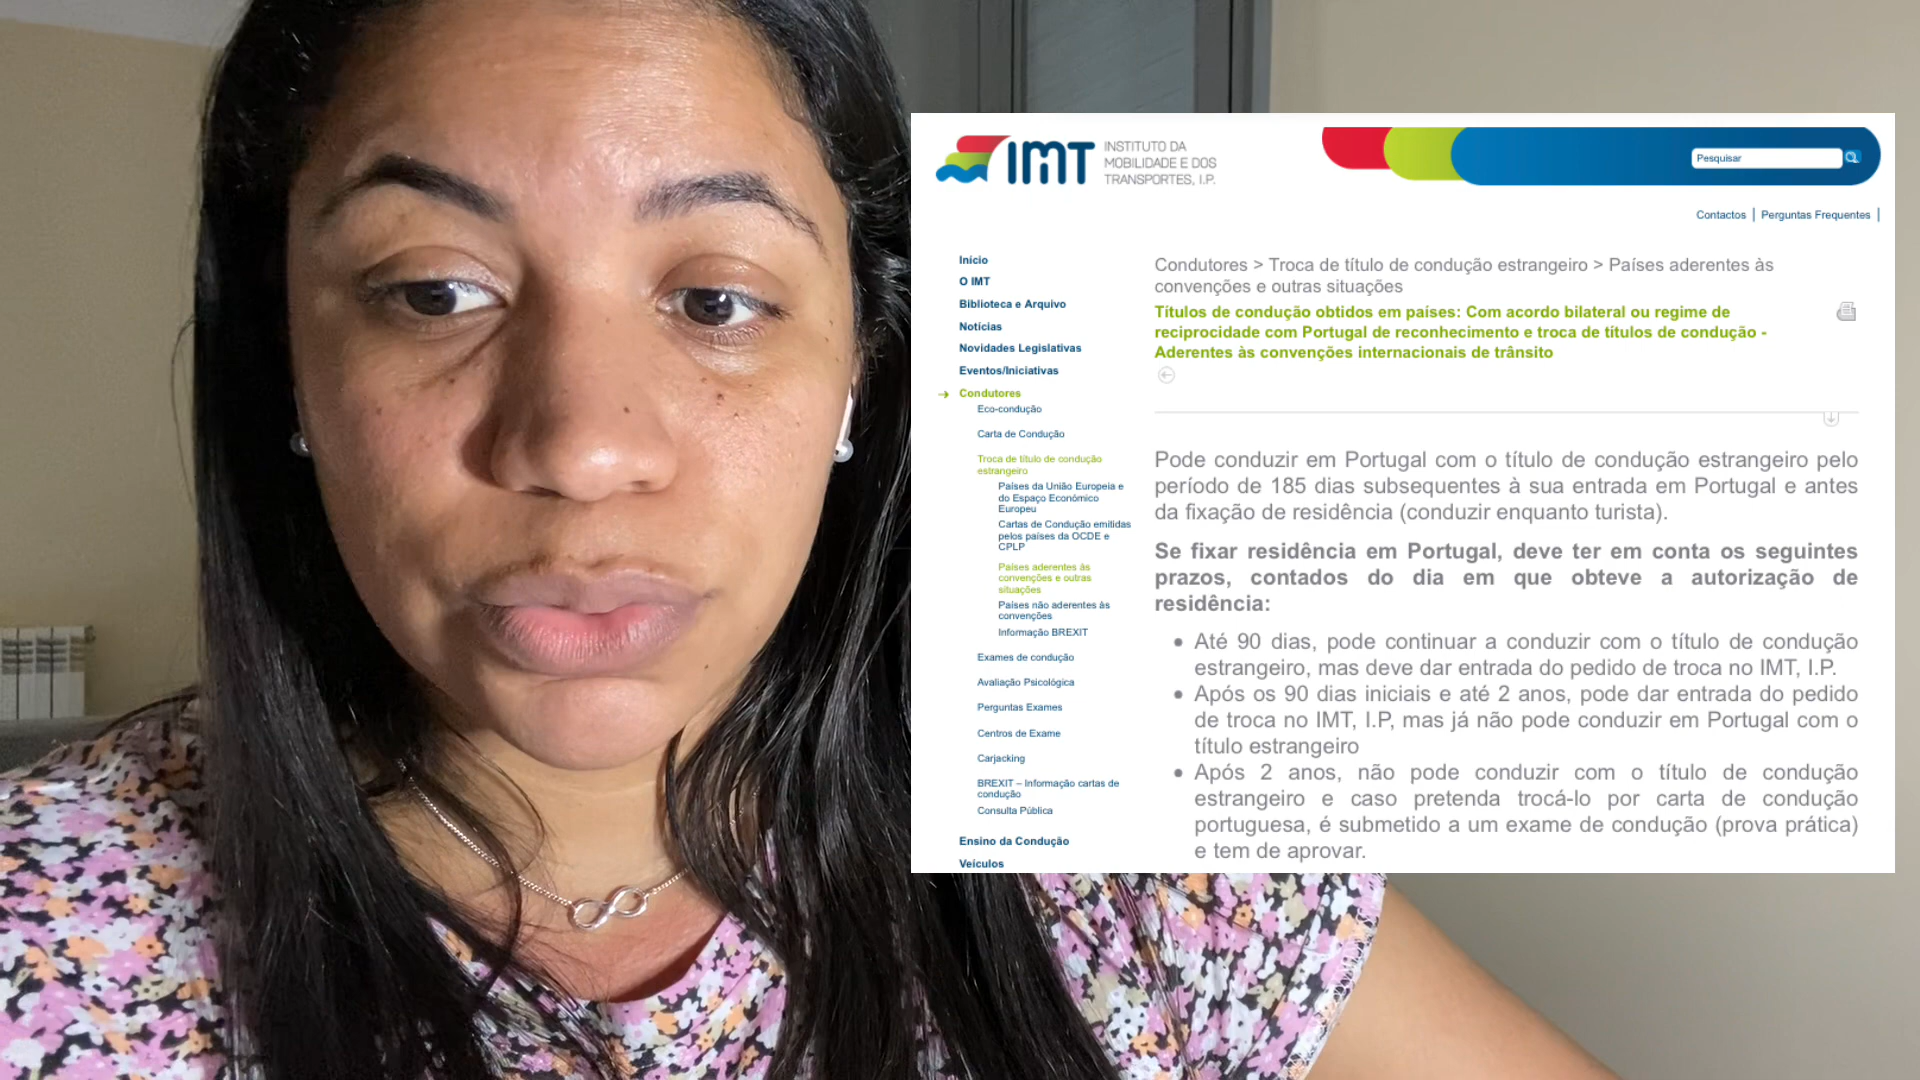 IMT
INSTITUTO DA
MOBILIDADE E DOS
TRANSPORTES, I.P.
Pesquisar
Contactos | Perguntas Frequentes |
Início
O IMT
Biblioteca e Arquivo
Notícias
Novidades Legislativas
Eventos/Iniciativas
Condutores
Eco-condução
Carta de Condução
Troca de título de condução
estrangeiro
Países da União Europeia e
do Espaço Económico
Europeu
Cartas de Condução emitidas
pelos países da OCDE e
CPLP
Países aderentes às
convenções e outras
situações
Países não aderentes às
convenções
Informação BREXIT
Exames de condução
Avaliação Psicológica
Perguntas Exames
Centros de Exame
Carjacking
BREXIT – Informação cartas de
condução
Consulta Pública
Ensino da Condução
Veículos
Condutores > Troca de título de condução estrangeiro > Países aderentes às
convenções e outras situações
Títulos de condução obtidos em países: Com acordo bilateral ou regime de
reciprocidade com Portugal de reconhecimento e troca de títulos de condução -
Aderentes às convenções internacionais de trânsito
Pode conduzir em Portugal com o título de condução estrangeiro pelo
período de 185 dias subsequentes à sua entrada em Portugal e antes
da fixação de residência (conduzir enquanto turista).
Se fixar residência em Portugal, deve ter em conta os seguintes
prazos, contados do dia em que obteve a autorização de
residência:
• Até 90 dias, pode continuar a conduzir com o título de condução
estrangeiro, mas deve dar entrada do pedido de troca no IMT, I.P.
• Após os 90 dias iniciais e até 2 anos, pode dar entrada do pedido
de troca no IMT, I.P, mas já não pode conduzir em Portugal com o
título estrangeiro
• Após 2 anos, não pode conduzir com o título de condução
estrangeiro e caso pretenda trocá-lo por carta de condução
portuguesa, é submetido a um exame de condução (prova prática)
e tem de aprovar.